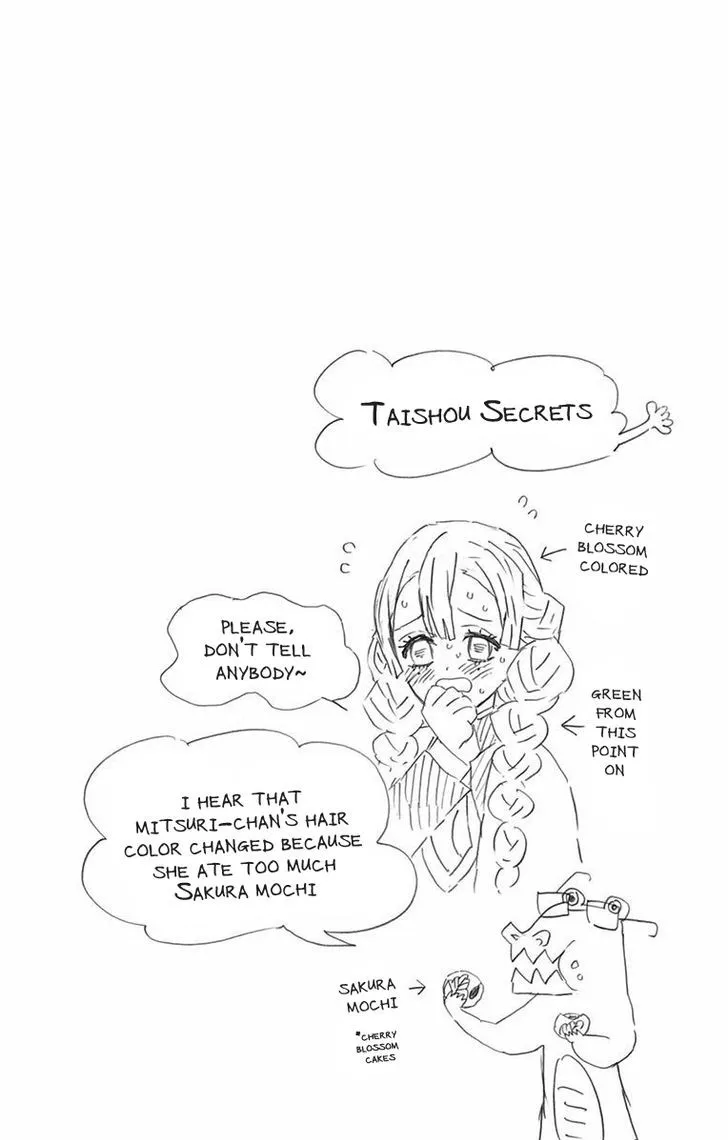 TAISHOU SECRETS
CHERRY
BLOSSOM
COLORED
PLEASE,
DON'T TELL
ANYBODY~
GREEN
FROM
THIS
POINT
ON
I HEAR THAT
MITSURI-CHAN'S HAIR
COLOR CHANGED BECAUSE
SHE ATE TOO MUCH
SAKURA MOCHI
SAKURA
MOCHI
*CHERRY
BLOSSOM
CAKES